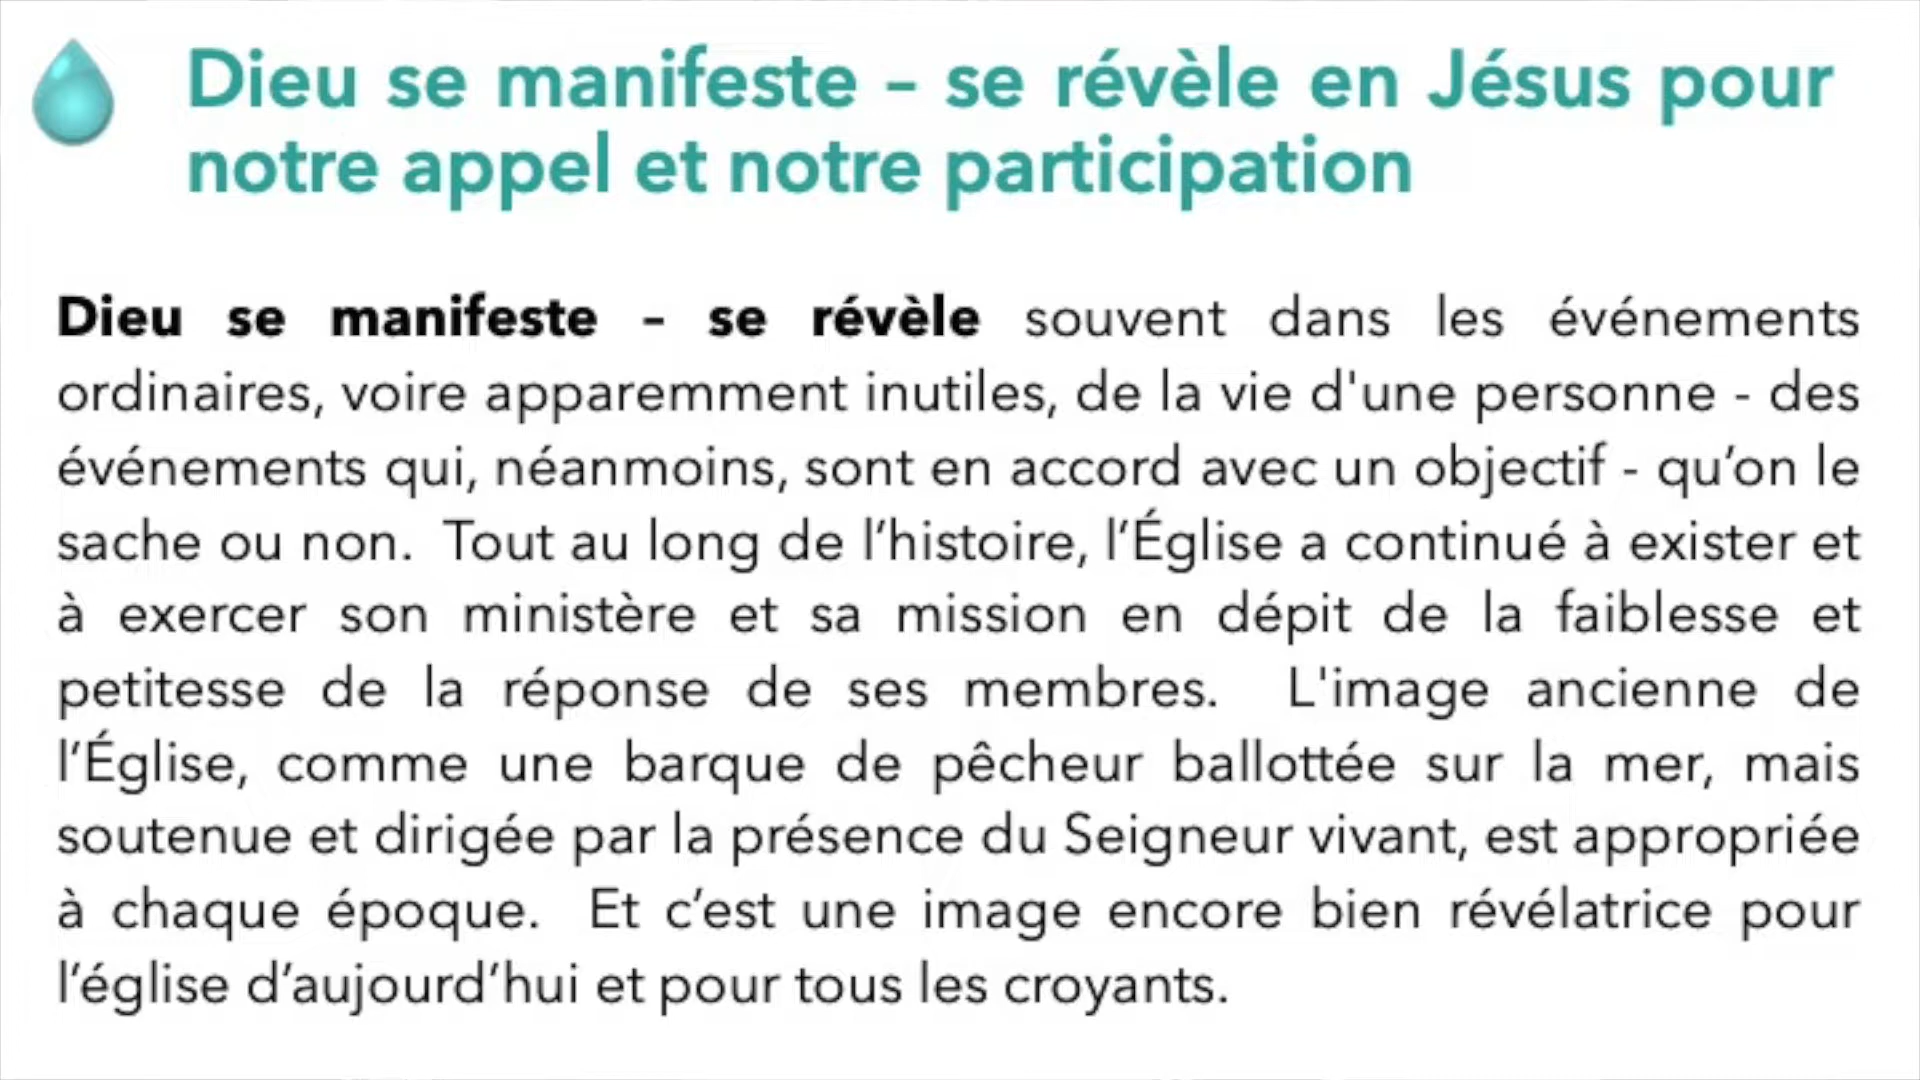 Dieu se manifeste – se révèle en Jésus pour
notre appel et notre participation
Dieu se manifeste – se révèle souvent dans les événements
ordinaires, voire apparemment inutiles, de la vie d'une personne - des
événements qui, néanmoins, sont en accord avec un objectif - qu’on le
sache ou non.  Tout au long de l’histoire, l’Église a continué à exister et
à exercer son ministère et sa mission en dépit de la faiblesse et
petitesse de la réponse de ses membres.  L'image ancienne de
l’Église, comme une barque de pêcheur ballottée sur la mer, mais
soutenue et dirigée par la présence du Seigneur vivant, est appropriée
à chaque époque.  Et c’est une image encore bien révélatrice pour
l’église d’aujourd’hui et pour tous les croyants.